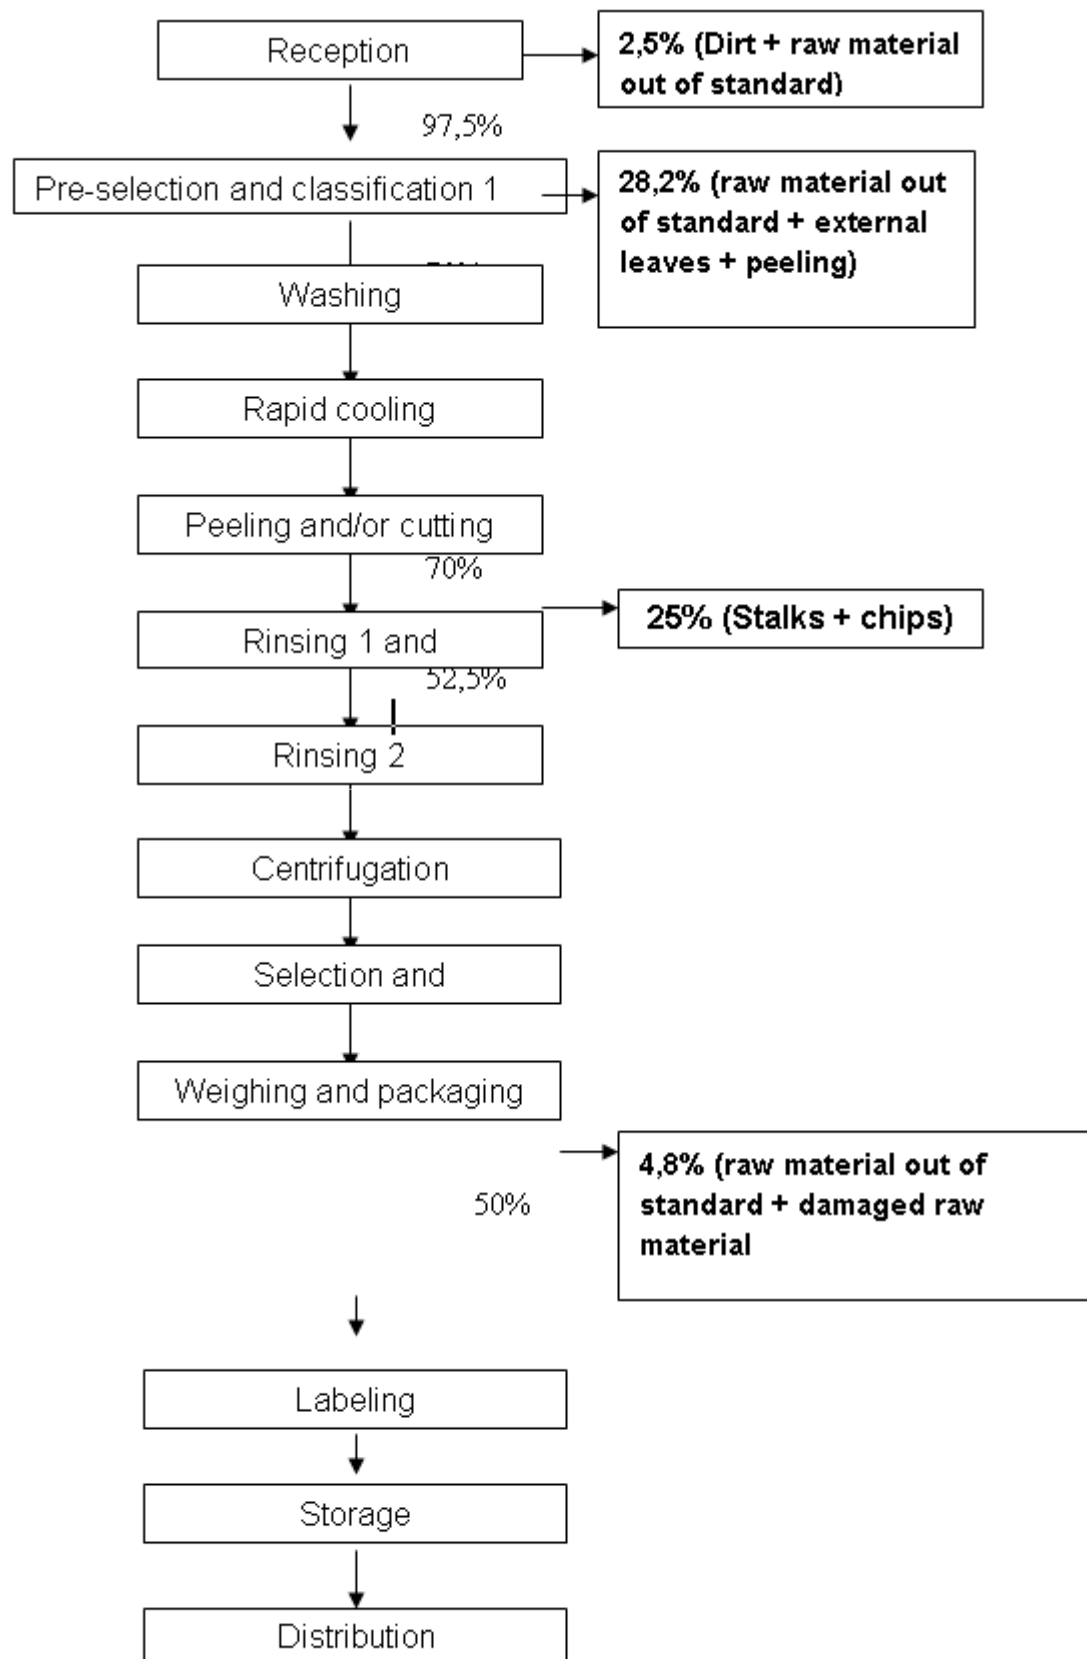 Reception
2,5% (Dirt + raw material
out of standard)
97,5%
Pre-selection and classification 1
28,2% (raw material out
of standard + external
leaves + peeling)
Washing
Rapid cooling
Peeling and/or cutting
70%
25% (Stalks + chips)
Rinsing 1 and
52,5%
Rinsing 2
Centrifugation
Selection and
Weighing and packaging
4,8% (raw material out of
standard + damaged raw
material
50%
Labeling
Storage
Distribution